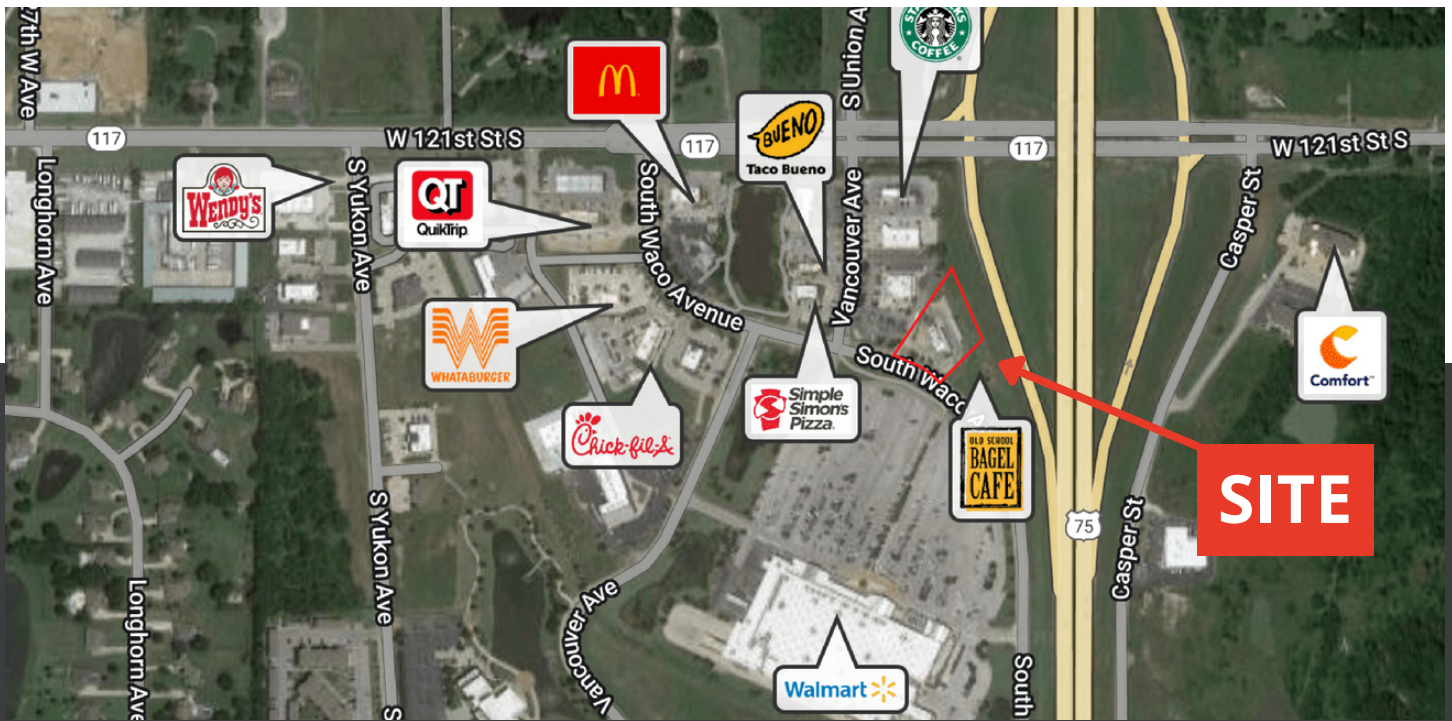 7th W Ave
S Union A
STARBUCKS
COFFEE
117
W 121st St S
117
117
W 121st St S
BUENO
Taco Bueno
WENDY'S
QT
QuikTrip
Longhorn Ave
S Yukon Ave
South Waco Avenue
Vancouver Ave
Casper St
WHATABURGER
Chick-fil-A
Simple
Simon's
Pizza
South Waco A
Comfort
OLD SCHOOL
BAGEL
CAFE
SITE
75
S Yukon Ave
Casper St
Longhorn Ave
Vancouver Ave
Walmart
Vancouver
South
S